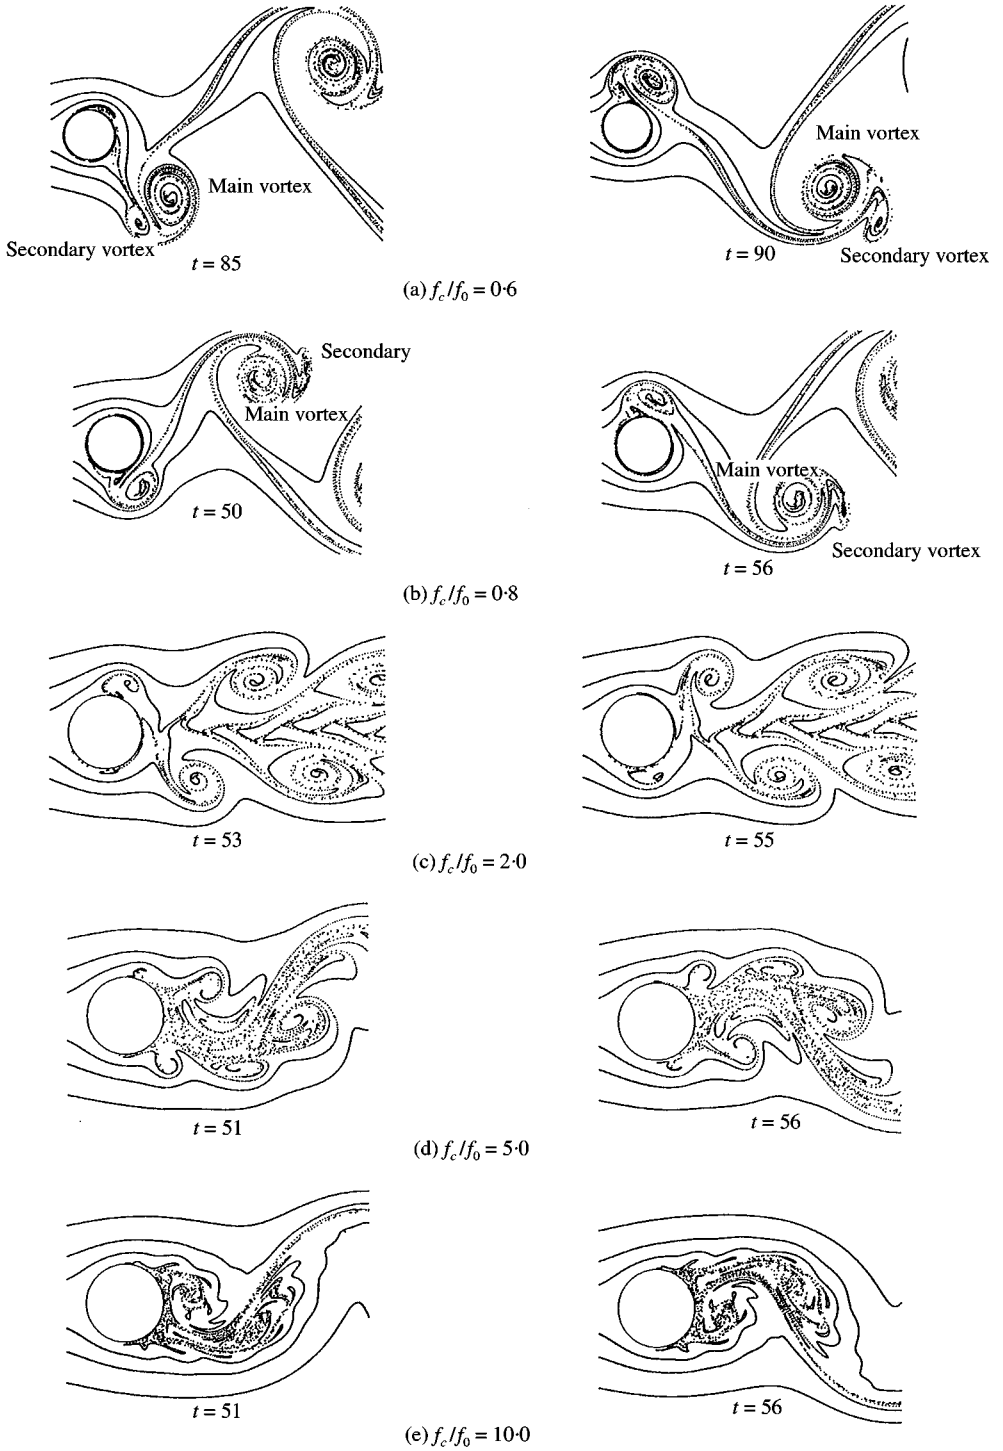 Main vortex
Secondary vortex
t = 85
Main vortex
t = 90
Secondary vortex
(a) f_c/f_0 = 0·6
Secondary
Main vortex
t = 50
Main vortex
Secondary vortex
t = 56
(b) f_c/f_0 = 0·8
t = 53
t = 55
(c) f_c/f_0 = 2·0
t = 51
t = 56
(d) f_c/f_0 = 5·0
t = 51
t = 56
(e) f_c/f_0 = 10·0